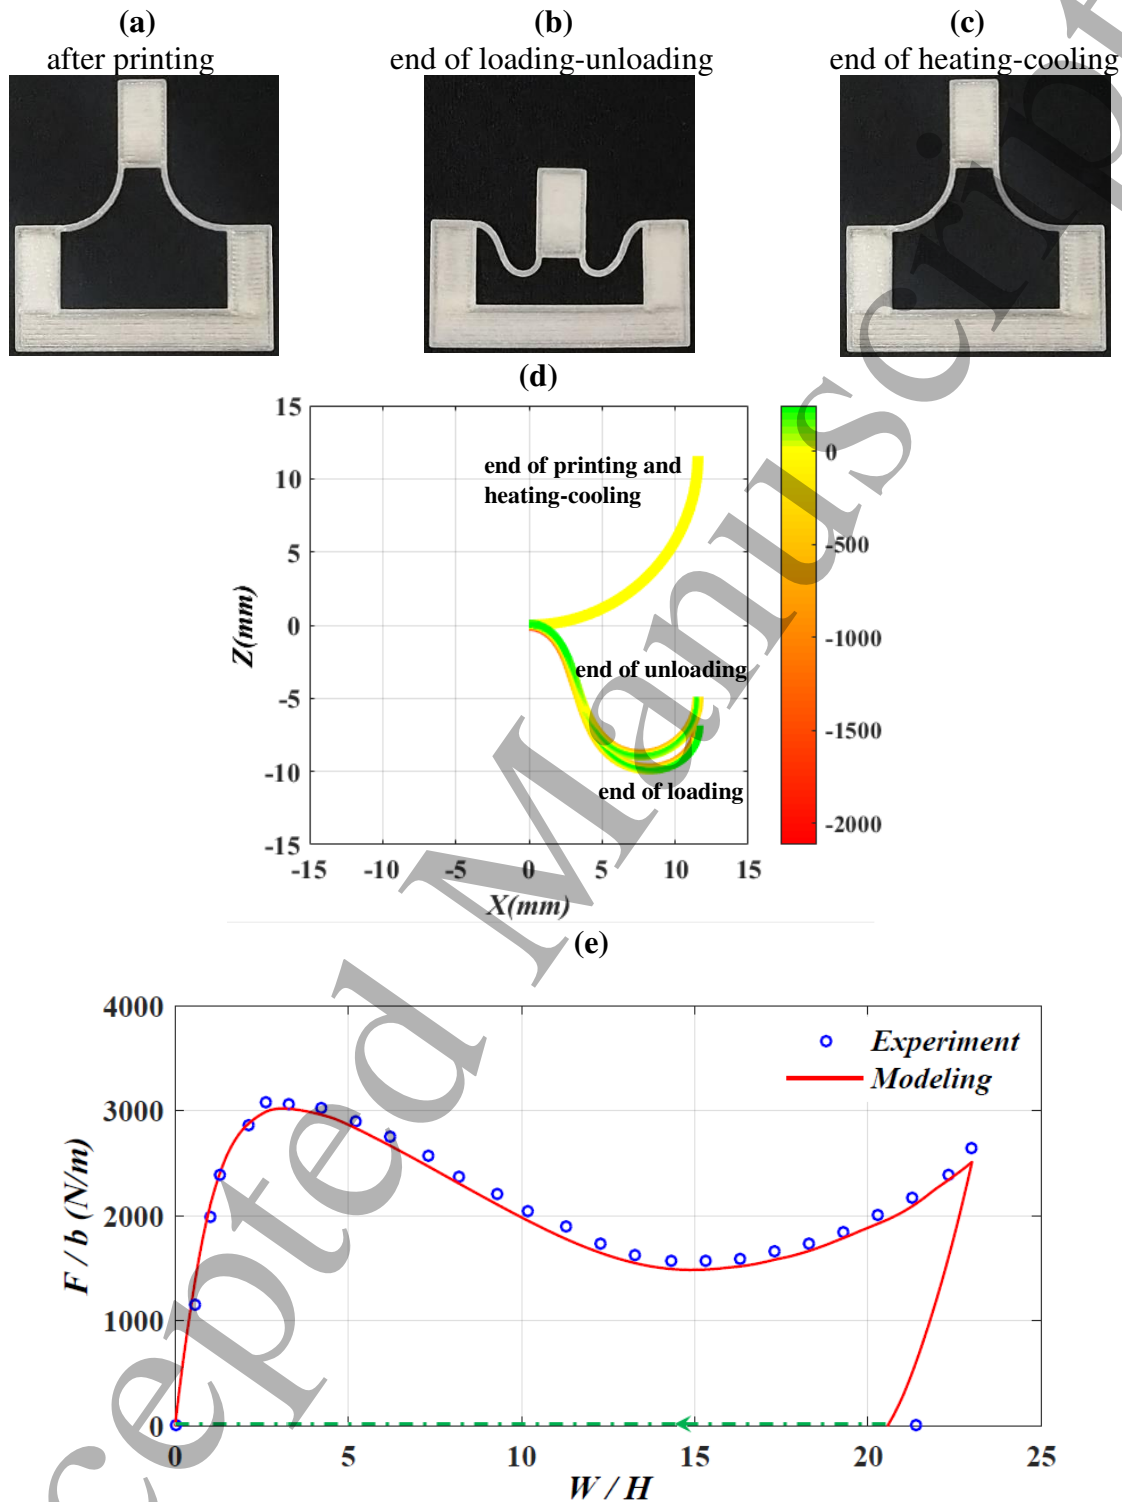 (a)
after printing
(b)
end of loading-unloading
(c)
end of heating-cooling
(d)
15
10
5
0
-5
-10
-15
Z(mm)
end of printing and
heating-cooling
end of unloading
end of loading
-15
-10
-5
0
5
10
15
X(mm)
0
-500
-1000
-1500
-2000
(e)
4000
3000
2000
1000
0
F / b (N/m)
Experiment
Modeling
0
5
10
15
20
25
W / H
cepted Manuscript